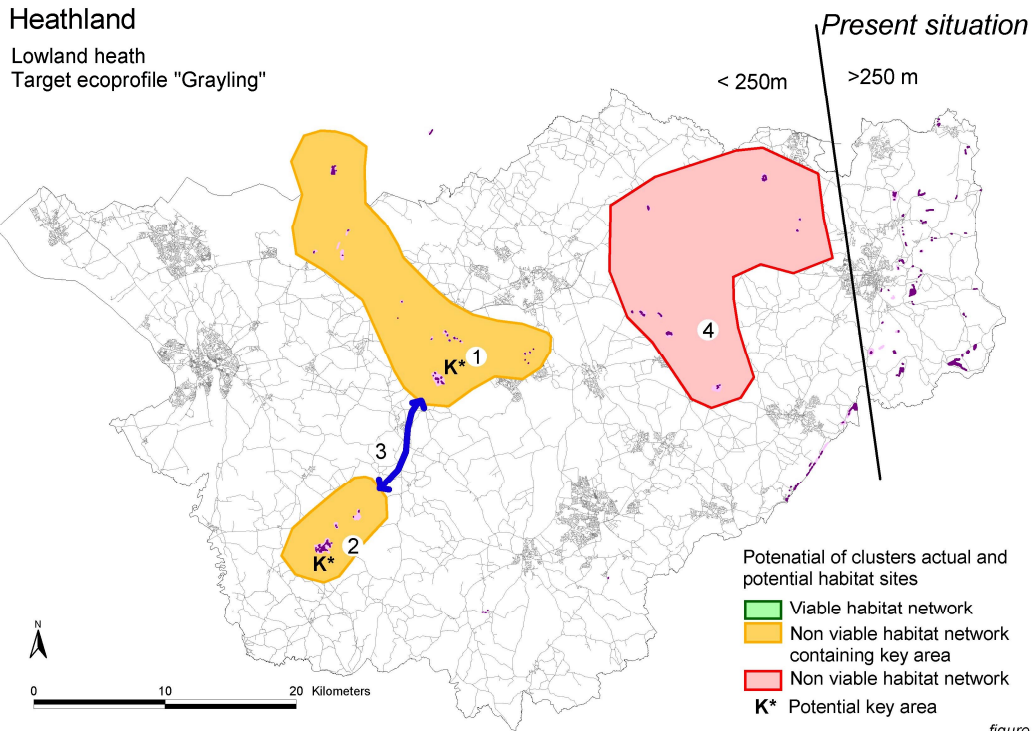 Heathland
Present situation
Lowland heath
Target ecoprofile "Grayling"
< 250m
>250 m
1
K*
4
3
2
K*
Potenatial of clusters actual and
potential habitat sites
Viable habitat network
Non viable habitat network
containing key area
Non viable habitat network
K* Potential key area
N
0 10 20 Kilometers
figure